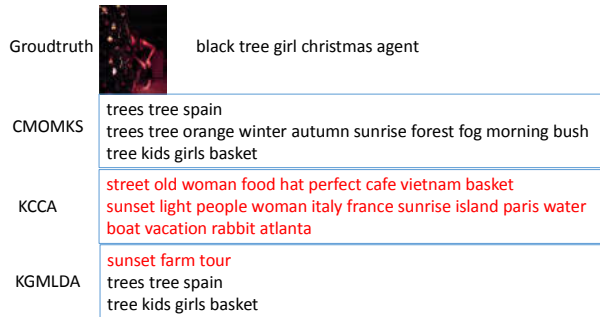 Groudtruth
black tree girl christmas agent
CMOMKS
trees tree spain
trees tree orange winter autumn sunrise forest fog morning bush
tree kids girls basket
KCCA
street old woman food hat perfect cafe vietnam basket
sunset light people woman italy france sunrise island paris water
boat vacation rabbit atlanta
KGMLDA
sunset farm tour
trees tree spain
tree kids girls basket